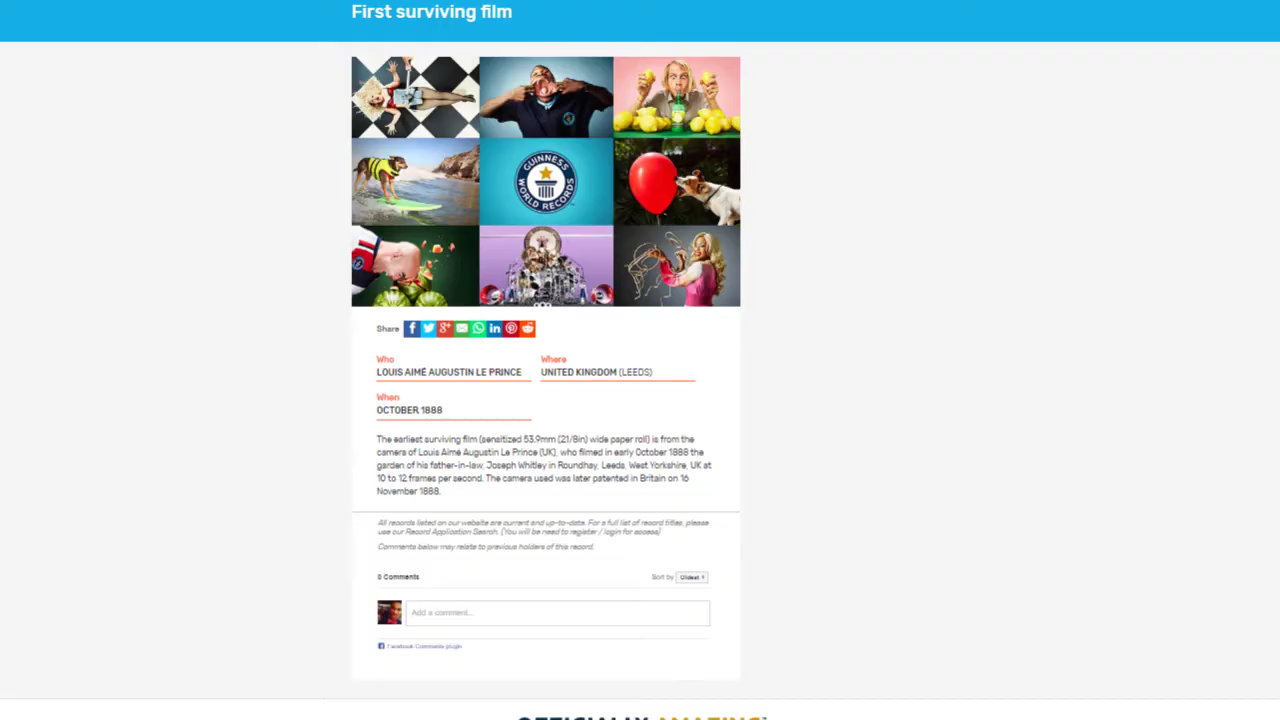 First surviving film
GUINNESS
WORLD RECORDS
Share
Who
LOUIS AIMÉ AUGUSTIN LE PRINCE
Where
UNITED KINGDOM (LEEDS)
When
OCTOBER 1888
The earliest surviving film (sensitized 53.9mm (21/8in) wide paper roll) is from the
camera of Louis Aimé Augustin Le Prince (UK), who filmed in early October 1888 the
garden of his father-in-law, Joseph Whitley in Roundhay, Leeds, West Yorkshire, UK at
10 to 12 frames per second. The camera used was later patented in Britain on 16
November 1888.
All records listed on our website are current and up-to-date. For a full list of record titles, please
use our Record Application Search. (You will be need to register / login for access)
Comments below may relate to previous holders of this record.
0 Comments
Sort by Oldest
Add a comment...
Facebook Comments plugin
OFFICIALLY AMAZING